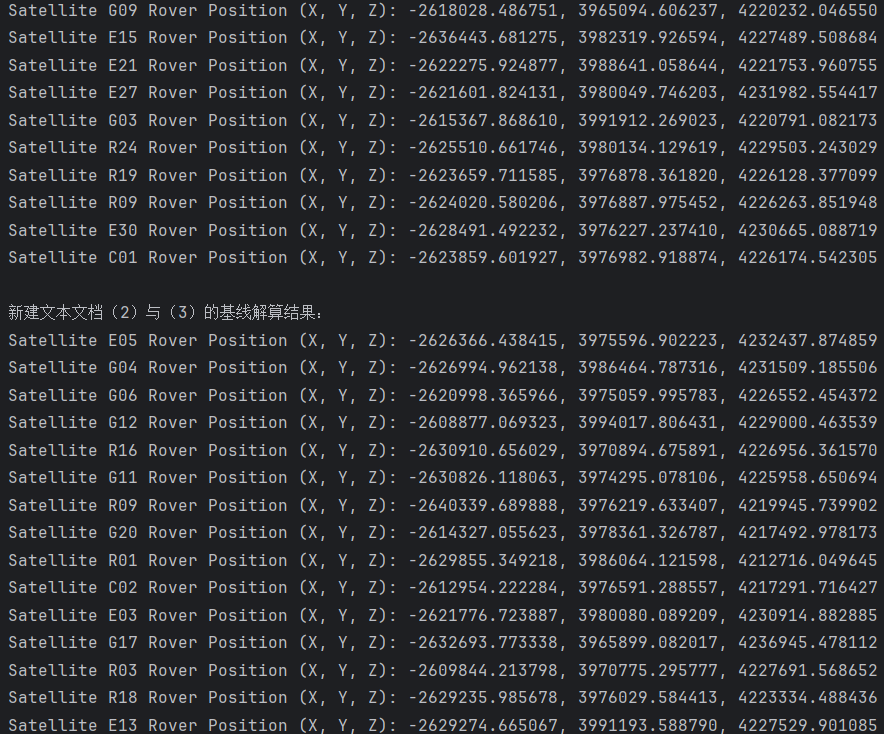 Satellite G09 Rover Position (X, Y, Z): -2618028.486751, 3965094.606237, 4220232.046550
Satellite E15 Rover Position (X, Y, Z): -2636443.681275, 3982319.926594, 4227489.508684
Satellite E21 Rover Position (X, Y, Z): -2622275.924877, 3988641.058644, 4221753.960755
Satellite E27 Rover Position (X, Y, Z): -2621601.824131, 3980049.746203, 4231982.554417
Satellite G03 Rover Position (X, Y, Z): -2615367.868610, 3991912.269023, 4220791.082173
Satellite R24 Rover Position (X, Y, Z): -2625510.661746, 3980134.129619, 4229503.243029
Satellite R19 Rover Position (X, Y, Z): -2623659.711585, 3976878.361820, 4226128.377099
Satellite R09 Rover Position (X, Y, Z): -2624020.580206, 3976887.975452, 4226263.851948
Satellite E30 Rover Position (X, Y, Z): -2628491.492232, 3976227.237410, 4230665.088719
Satellite C01 Rover Position (X, Y, Z): -2623859.601927, 3976982.918874, 4226174.542305
新建文本文档（2）与（3）的基线解算结果：
Satellite E05 Rover Position (X, Y, Z): -2626366.438415, 3975596.902223, 4232437.874859
Satellite G04 Rover Position (X, Y, Z): -2626994.962138, 3986464.787316, 4231509.185506
Satellite G06 Rover Position (X, Y, Z): -2620998.365966, 3975059.995783, 4226552.454372
Satellite G12 Rover Position (X, Y, Z): -2608877.069323, 3994017.806431, 4229000.463539
Satellite R16 Rover Position (X, Y, Z): -2630910.656029, 3970894.675891, 4226956.361570
Satellite G11 Rover Position (X, Y, Z): -2630826.118063, 3974295.078106, 4225958.650694
Satellite R09 Rover Position (X, Y, Z): -2640339.689888, 3976219.633407, 4219945.739902
Satellite G20 Rover Position (X, Y, Z): -2614327.055623, 3978361.326787, 4217492.978173
Satellite R01 Rover Position (X, Y, Z): -2629855.349218, 3986064.121598, 4212716.049645
Satellite C02 Rover Position (X, Y, Z): -2612954.222284, 3976591.288557, 4217291.716427
Satellite E03 Rover Position (X, Y, Z): -2621776.723887, 3980080.089209, 4230914.882885
Satellite G17 Rover Position (X, Y, Z): -2632693.773338, 3965899.082017, 4236945.478112
Satellite R03 Rover Position (X, Y, Z): -2609844.213798, 3970775.295777, 4227691.568652
Satellite R18 Rover Position (X, Y, Z): -2629235.985678, 3976029.584413, 4223334.488436
Satellite E13 Rover Position (X, Y, Z): -2629274.665067, 3991193.588790, 4227529.901085